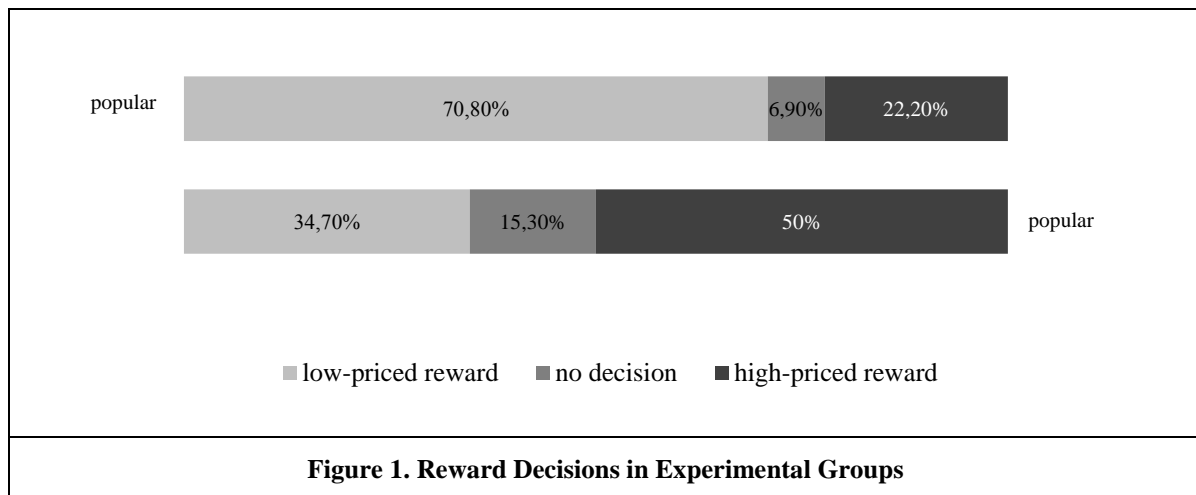 popular 70,80% 6,90% 22,20%
34,70% 15,30% 50% popular
low-priced reward no decision high-priced reward
Figure 1. Reward Decisions in Experimental Groups